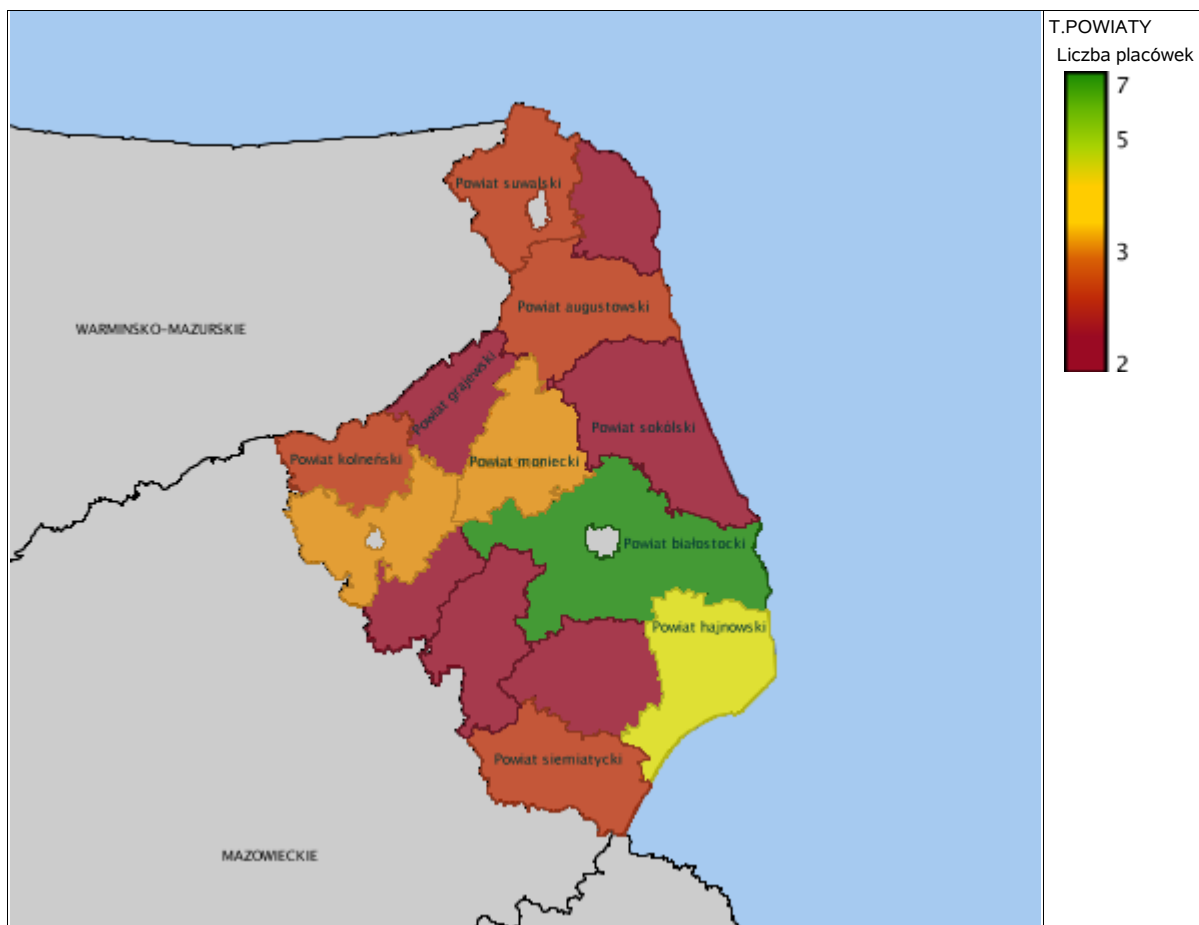 T.POWIATY
Liczba placówek
7
5
3
2
Powiat suwalski
Powiat augustowski
WARMIŃSKO-MAZURSKIE
Powiat grajewski
Powiat sokólski
Powiat kolneński
Powiat moniecki
Powiat białostocki
Powiat hajnowski
Powiat siemiatycki
MAZOWIECKIE